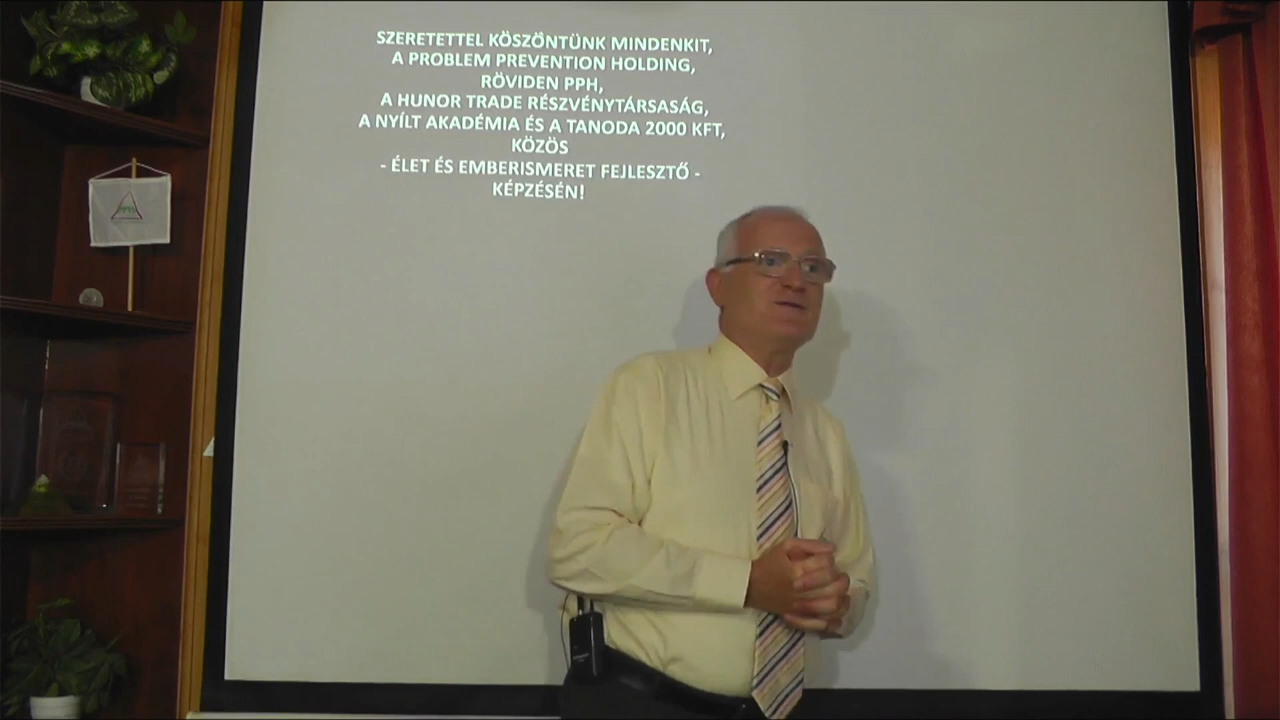 SZERETETTEL KÖSZÖNTÜNK MINDENKIT,
A PROBLEM PREVENTION HOLDING,
RÖVIDEN PPH,
A HUNOR TRADE RÉSZVÉNYTÁRSASÁG,
A NYÍLT AKADÉMIA ÉS A TANODA 2000 KFT,
KÖZÖS
- ÉLET ÉS EMBERISMERET FEJLESZTŐ -
KÉPZÉSÉN!